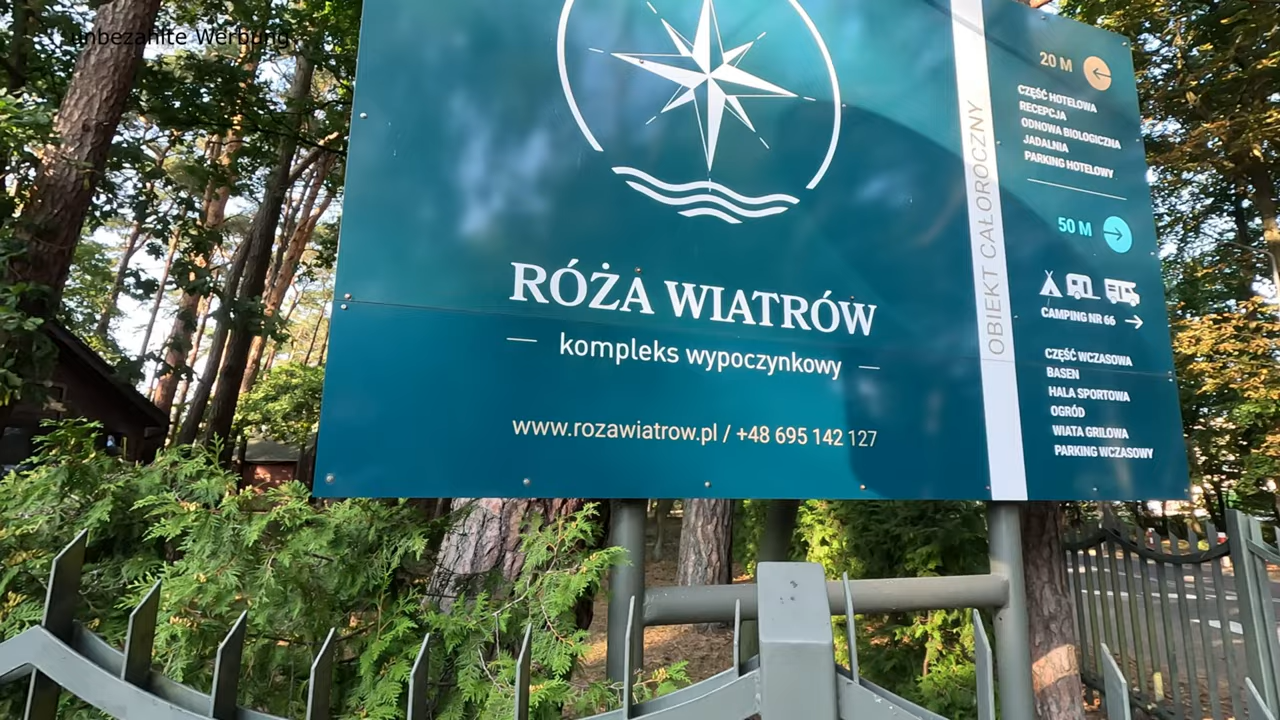 unbezahlte Werbung
RÓŻA WIATRÓW
kompleks wypoczynkowy
www.rozawiatrow.pl / +48 695 142 127
OBIEKT CAŁOROCZNY
20 M
CZĘŚĆ HOTELOWA
RECEPCJA
ODNOWA BIOLOGICZNA
JADALNIA
PARKING HOTELOWY
50 M
CAMPING NR 66
CZĘŚĆ WCZASOWA
BASEN
HALA SPORTOWA
OGRÓD
WIATA GRILOWA
PARKING WCZASOWY